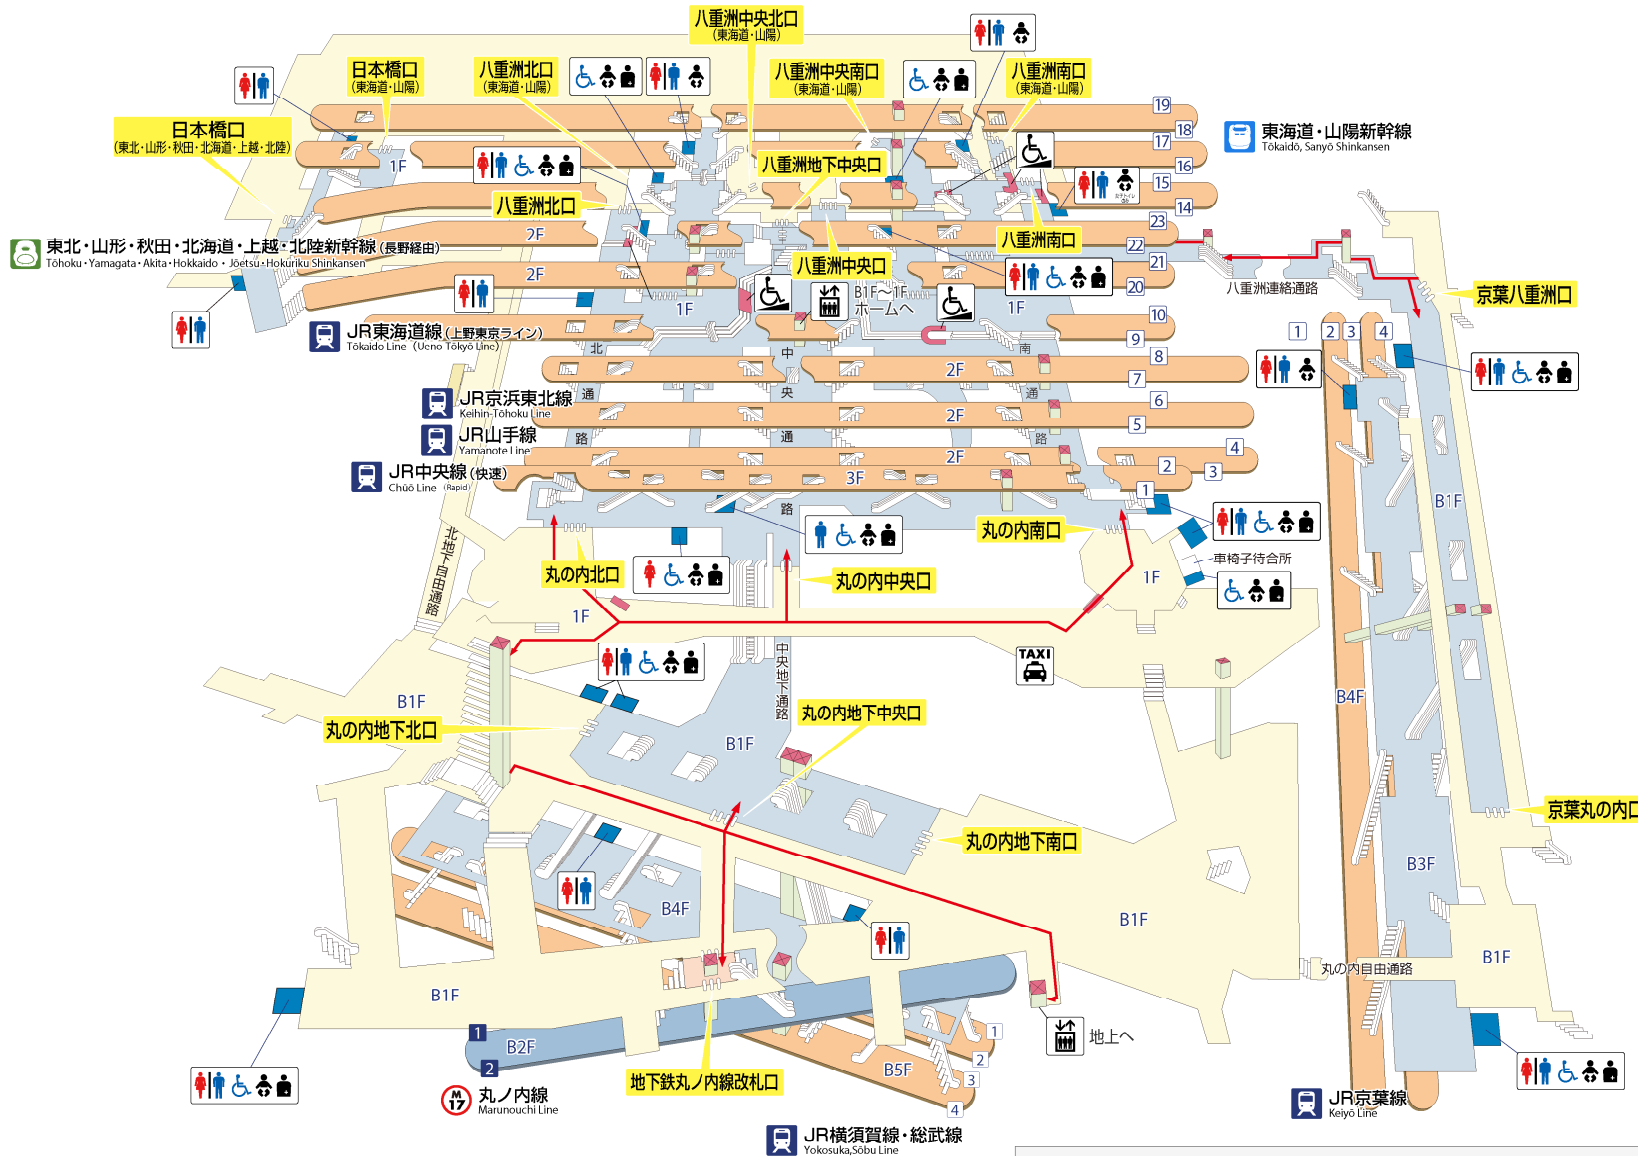 八重洲中央北口
（東海道・山陽）
日本橋口
（東海道・山陽）
八重洲北口
（東海道・山陽）
八重洲中央南口
（東海道・山陽）
八重洲南口
（東海道・山陽）
19
18
17
16
15
14
23
22
21
20
10
9
8
7
6
5
4
3
2
1
東海道・山陽新幹線
Tōkaidō, Sanyō Shinkansen
日本橋口
（東北・山形・秋田・北海道・上越・北陸）
1F
八重洲地下中央口
八重洲北口
2F
八重洲南口
東北・山形・秋田・北海道・上越・北陸新幹線（長野経由）
Tōhoku・Yamagata・Akita・Hokkaido・Jōetsu・Hokuriku Shinkansen
2F
八重洲中央口
B1F〜1F
ホームへ
1F
1F
八重洲連絡通路
京葉八重洲口
JR東海道線（上野東京ライン）
Tōkaido Line（Ueno Tōkyō Line）
北
通
路
中
央
通
路
南
通
路
2F
JR京浜東北線
Keihin-Tōhoku Line
2F
JR山手線
Yamanote Line
2F
JR中央線（快速）
Chūō Line（Rapid）
3F
1
2
3
4
B1F
北地下自由通路
丸の内北口
丸の内中央口
丸の内南口
車椅子待合所
1F
1F
TAXI
中央地下通路
B1F
丸の内地下北口
丸の内地下中央口
B1F
丸の内地下南口
B4F
京葉丸の内口
B3F
B4F
B1F
丸の内自由通路
B1F
B1F
1
2
B2F
地上へ
1
2
3
4
B5F
地下鉄丸ノ内線改札口
M
17
丸ノ内線
Marunouchi Line
JR京葉線
Keiyō Line
JR横須賀線・総武線
Yokosuka,Sōbu Line